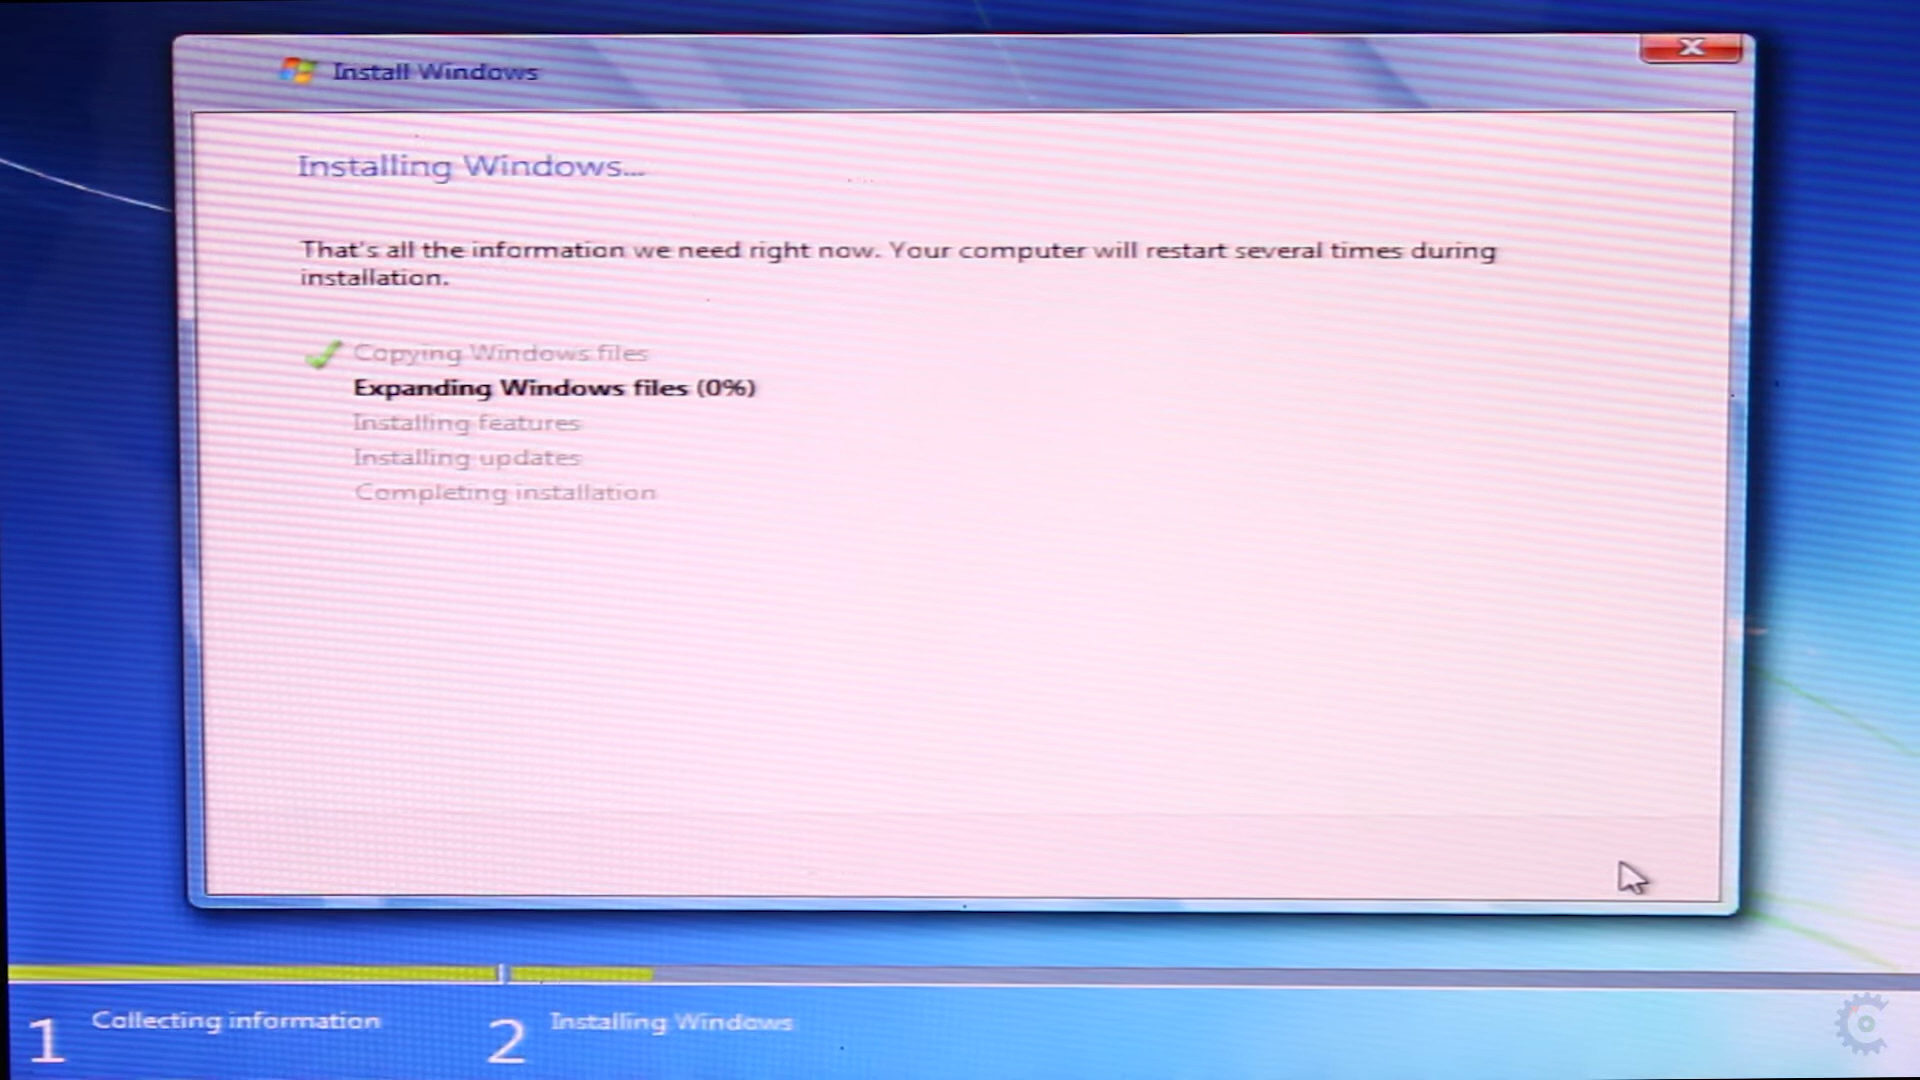 Install Windows
Installing Windows...
That's all the information we need right now. Your computer will restart several times during
installation.
Copying Windows files
Expanding Windows files (0%)
Installing features
Installing updates
Completing installation
1 Collecting information
2 Installing Windows